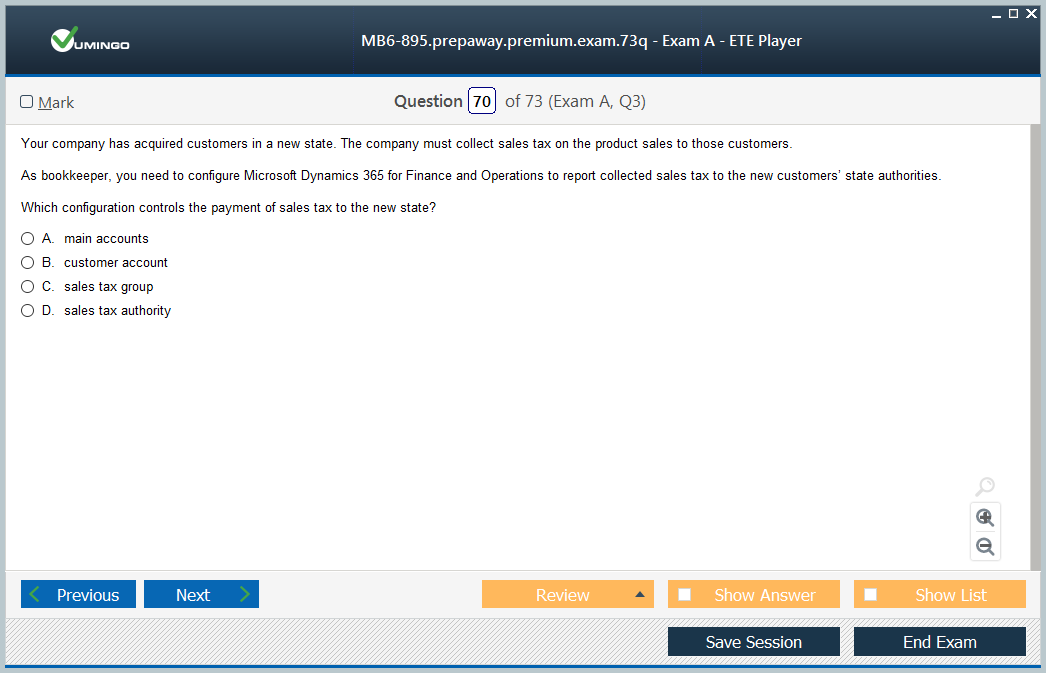 VUMINGO
MB6-895.prepaway.premium.exam.73q - Exam A - ETE Player
Mark
Question 70 of 73 (Exam A, Q3)
Your company has acquired customers in a new state. The company must collect sales tax on the product sales to those customers.
As bookkeeper, you need to configure Microsoft Dynamics 365 for Finance and Operations to report collected sales tax to the new customers' state authorities.
Which configuration controls the payment of sales tax to the new state?
A. main accounts
B. customer account
C. sales tax group
D. sales tax authority
Previous Next Review Show Answer Show List
Save Session End Exam